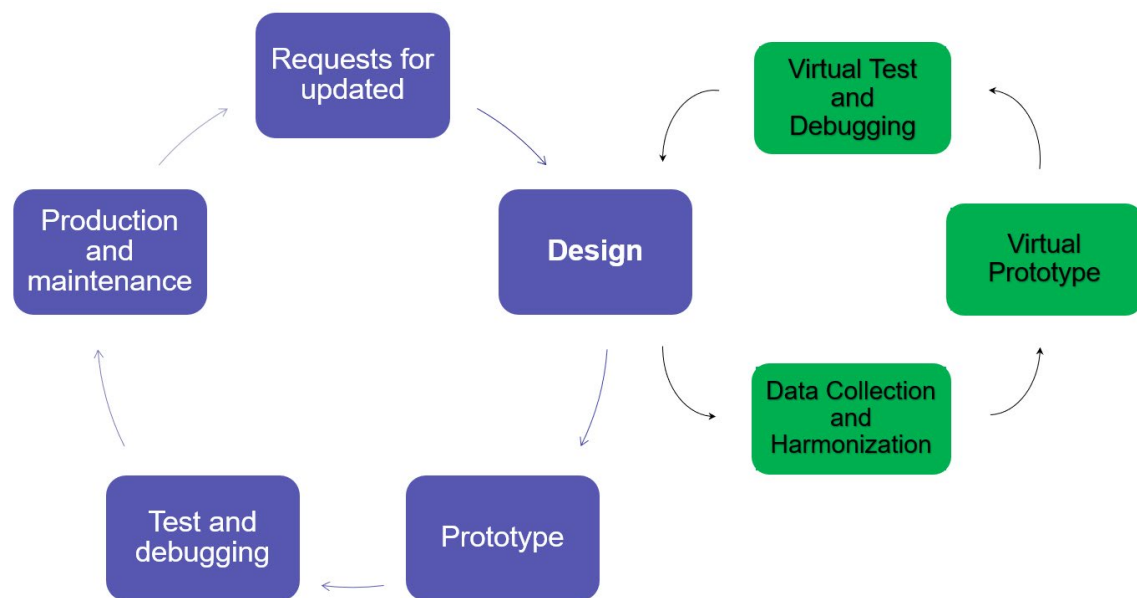 Requests for
updated
Virtual Test
and
Debugging
Production
and
maintenance
Design
Virtual
Prototype
Data Collection
and
Harmonization
Test and
debugging
Prototype